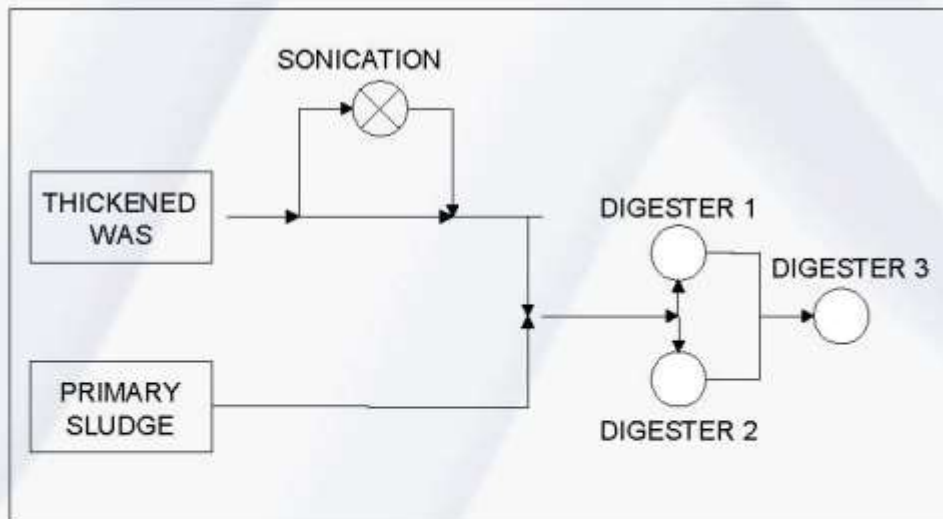 SONICATION
THICKENED
WAS
DIGESTER 1
DIGESTER 3
PRIMARY
SLUDGE
DIGESTER 2